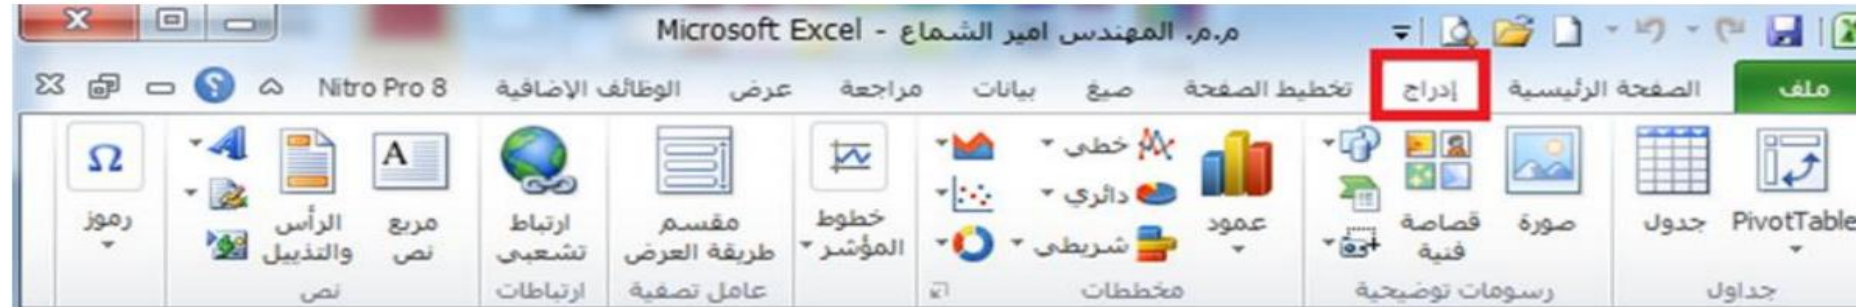 م.م. المهندس امير الشماع - Microsoft Excel
ملف الصفحة الرئيسية إدراج تخطيط الصفحة صيغ بيانات مراجعة عرض الوظائف الإضافية Nitro Pro 8
PivotTable
جدول
صورة
قصاصة
فنية
عمود
خطي
دائري
شريطي
خطوط
المؤشر
مقسم
طريقة العرض
ارتباط
تشعبي
مربع
نص
الرأس
والتذييل
رموز
جداول
رسومات توضيحية
مخططات
عامل تصفية
ارتباطات
نص